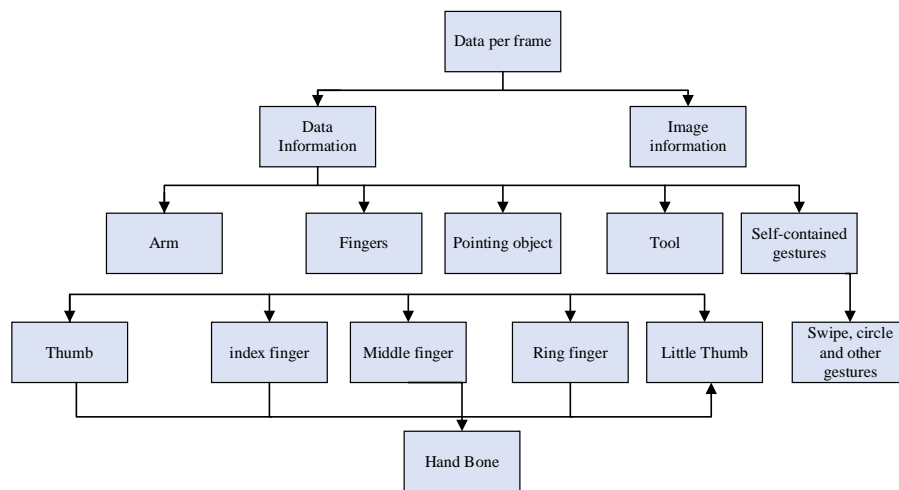 Data per frame
Data
Information
Image
information
Arm
Fingers
Pointing object
Tool
Self-contained
gestures
Thumb
index finger
Middle finger
Ring finger
Little Thumb
Swipe, circle
and other
gestures
Hand Bone